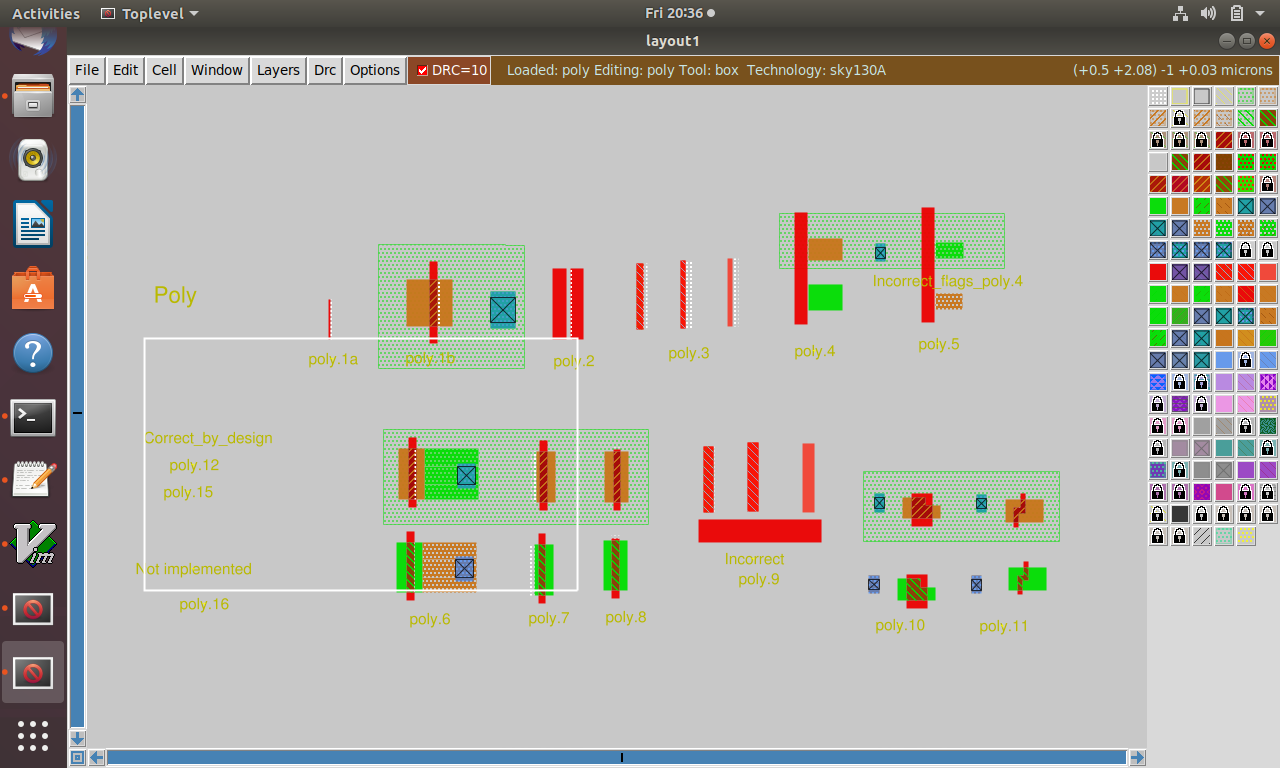 Activities Toplevel Fri 20:36
layout1
File Edit Cell Window Layers Drc Options DRC=10 Loaded: poly Editing: poly Tool: box Technology: sky130A (+0.5 +2.08) -1 +0.03 microns
Poly
Incorrect_flags_poly.4
poly.1a poly.1b poly.2 poly.3 poly.4 poly.5
Correct_by_design
poly.12
poly.15
Incorrect
poly.9
Not implemented
poly.16
poly.6 poly.7 poly.8 poly.10 poly.11